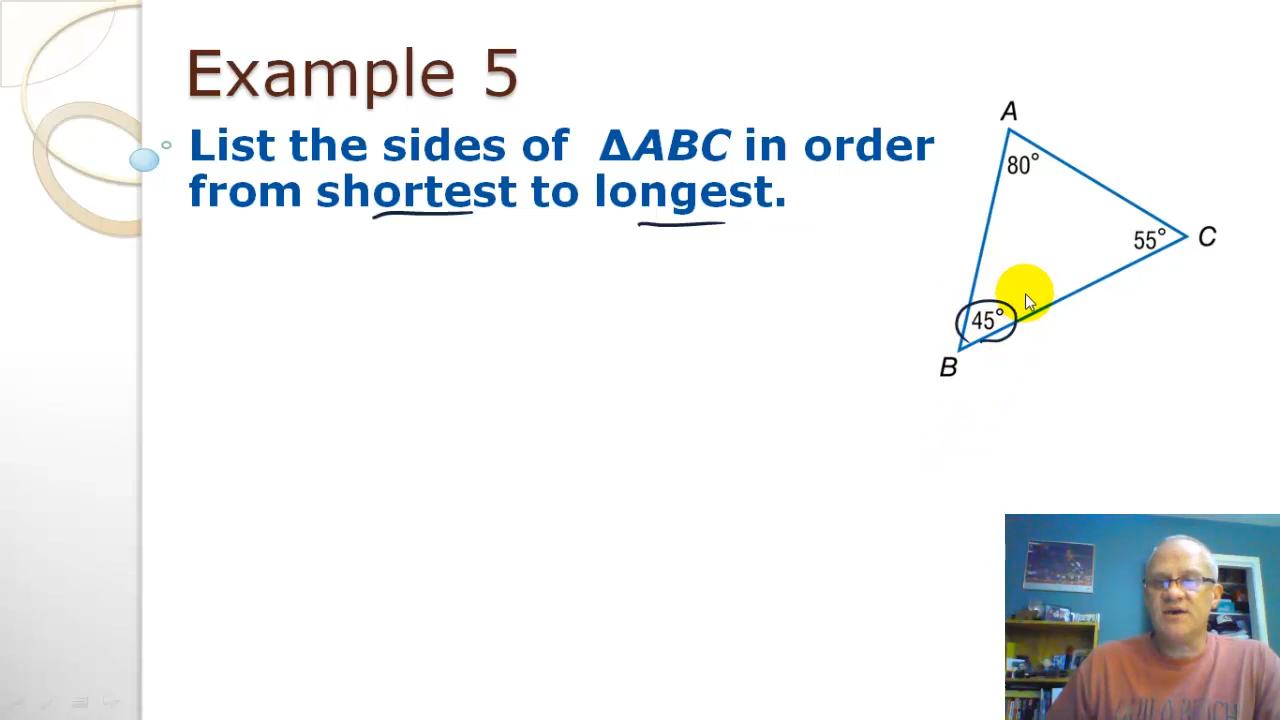 Example 5
List the sides of ΔABC in order
from shortest to longest.
A
80°
55°
C
45°
B